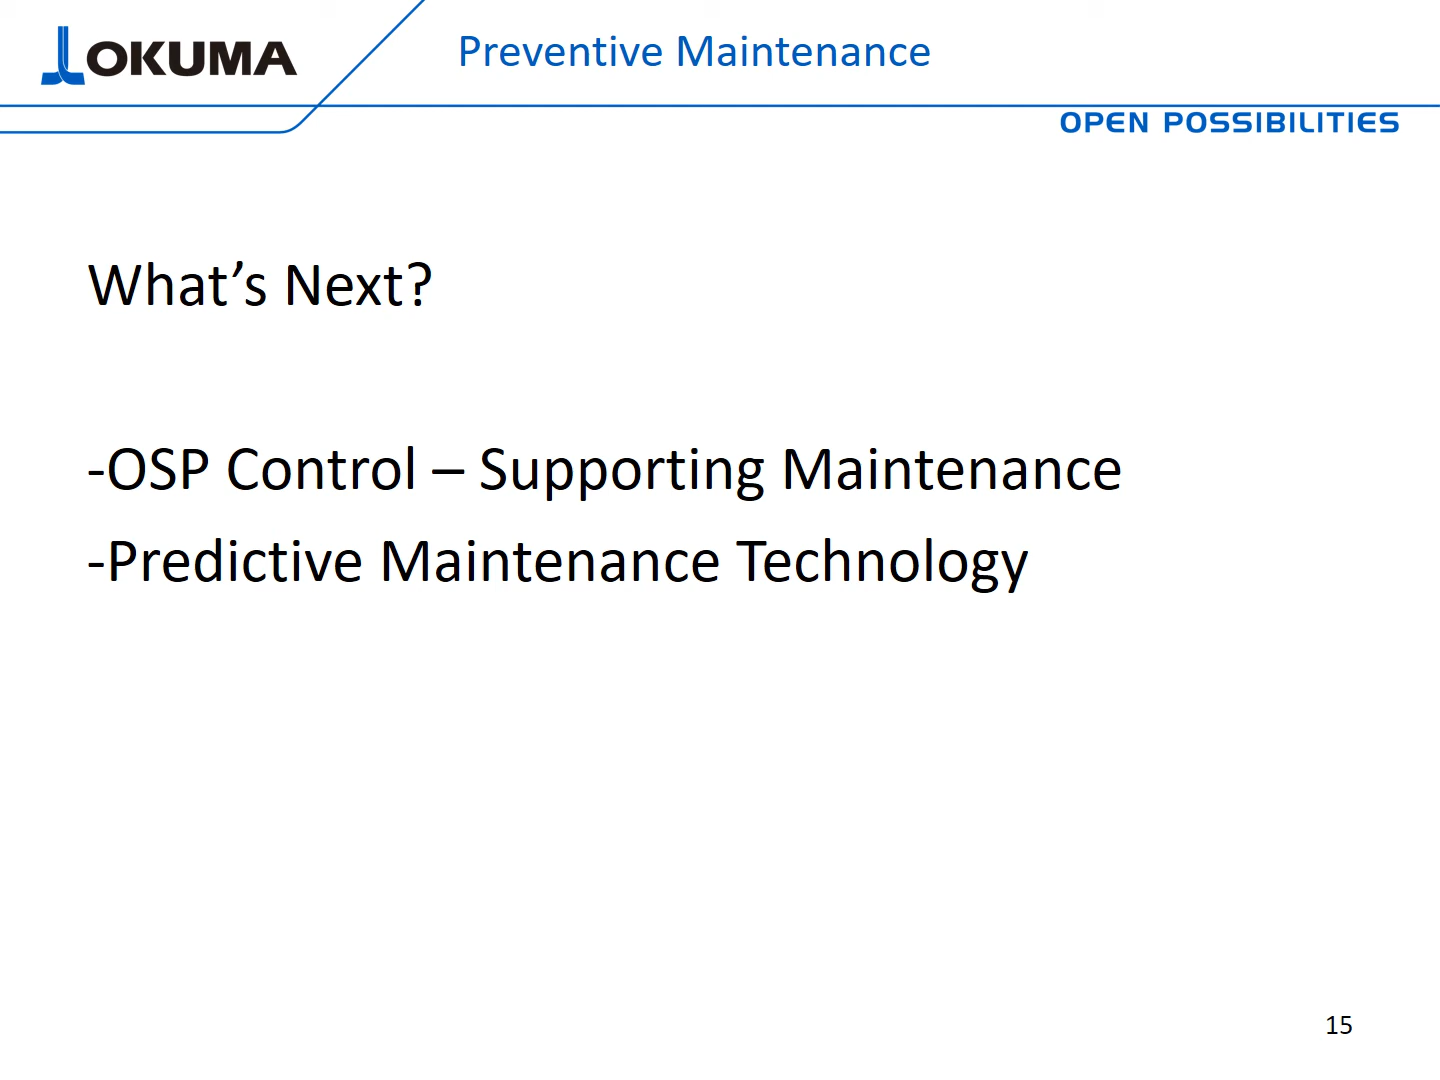 OKUMA
Preventive Maintenance
OPEN POSSIBILITIES
What’s Next?
-OSP Control – Supporting Maintenance
-Predictive Maintenance Technology
15